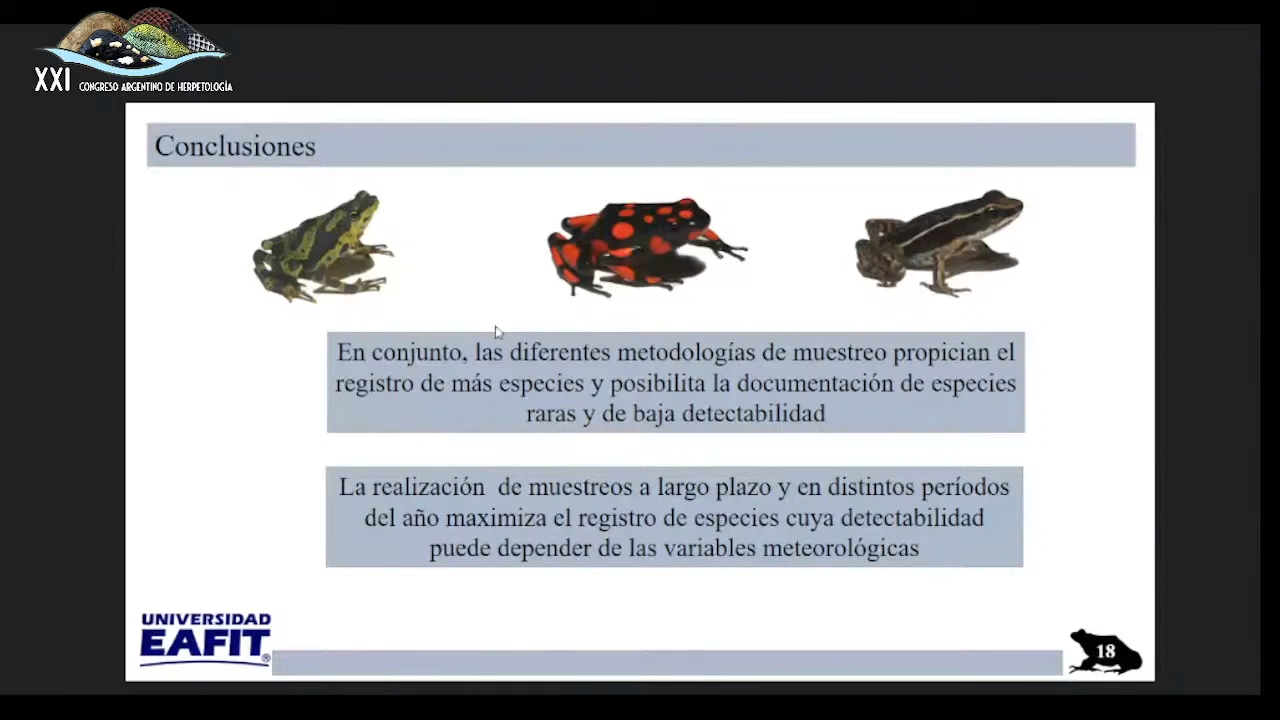 XXI CONGRESO ARGENTINO DE HERPETOLOGÍA
Conclusiones
En conjunto, las diferentes metodologías de muestreo propician el
registro de más especies y posibilita la documentación de especies
raras y de baja detectabilidad
La realización de muestreos a largo plazo y en distintos períodos
del año maximiza el registro de especies cuya detectabilidad
puede depender de las variables meteorológicas
UNIVERSIDAD
EAFIT®
18